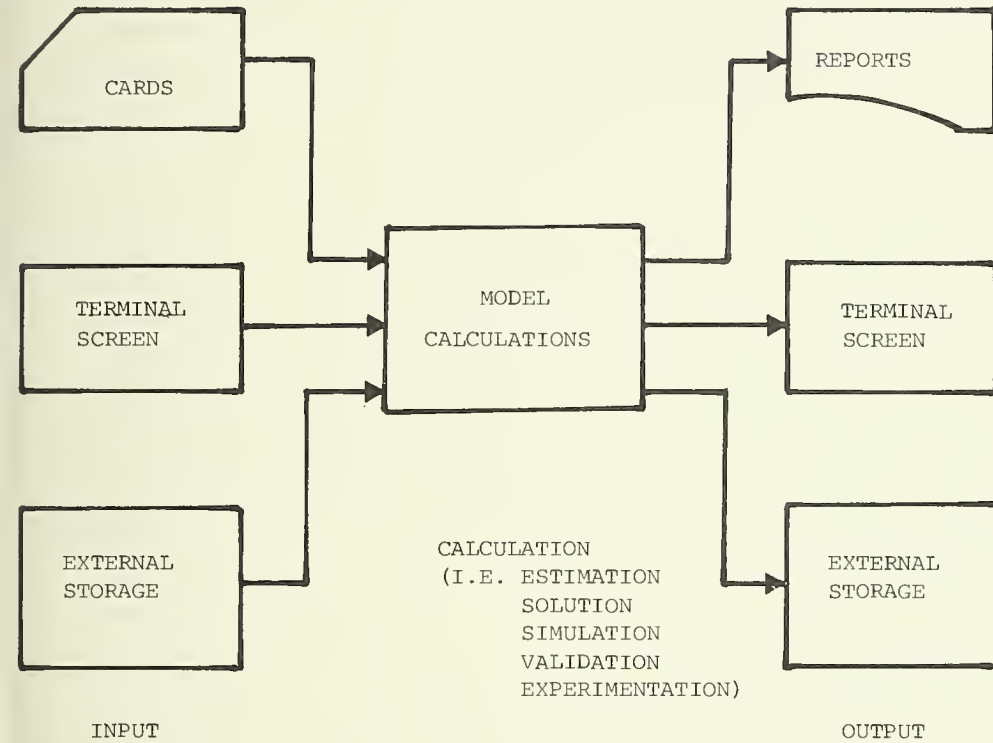 CARDS
REPORTS
TERMINAL
SCREEN
MODEL
CALCULATIONS
TERMINAL
SCREEN
EXTERNAL
STORAGE
CALCULATION
(I.E. ESTIMATION
SOLUTION
SIMULATION
VALIDATION
EXPERIMENTATION)
EXTERNAL
STORAGE
INPUT
OUTPUT